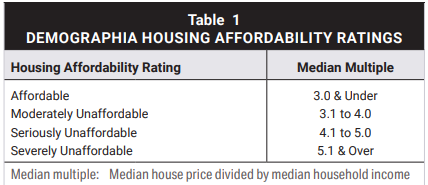 Table 1
DEMOGRAPHIA HOUSING AFFORDABILITY RATINGS
Housing Affordability Rating Median Multiple
Affordable 3.0 & Under
Moderately Unaffordable 3.1 to 4.0
Seriously Unaffordable 4.1 to 5.0
Severely Unaffordable 5.1 & Over
Median multiple: Median house price divided by median household income